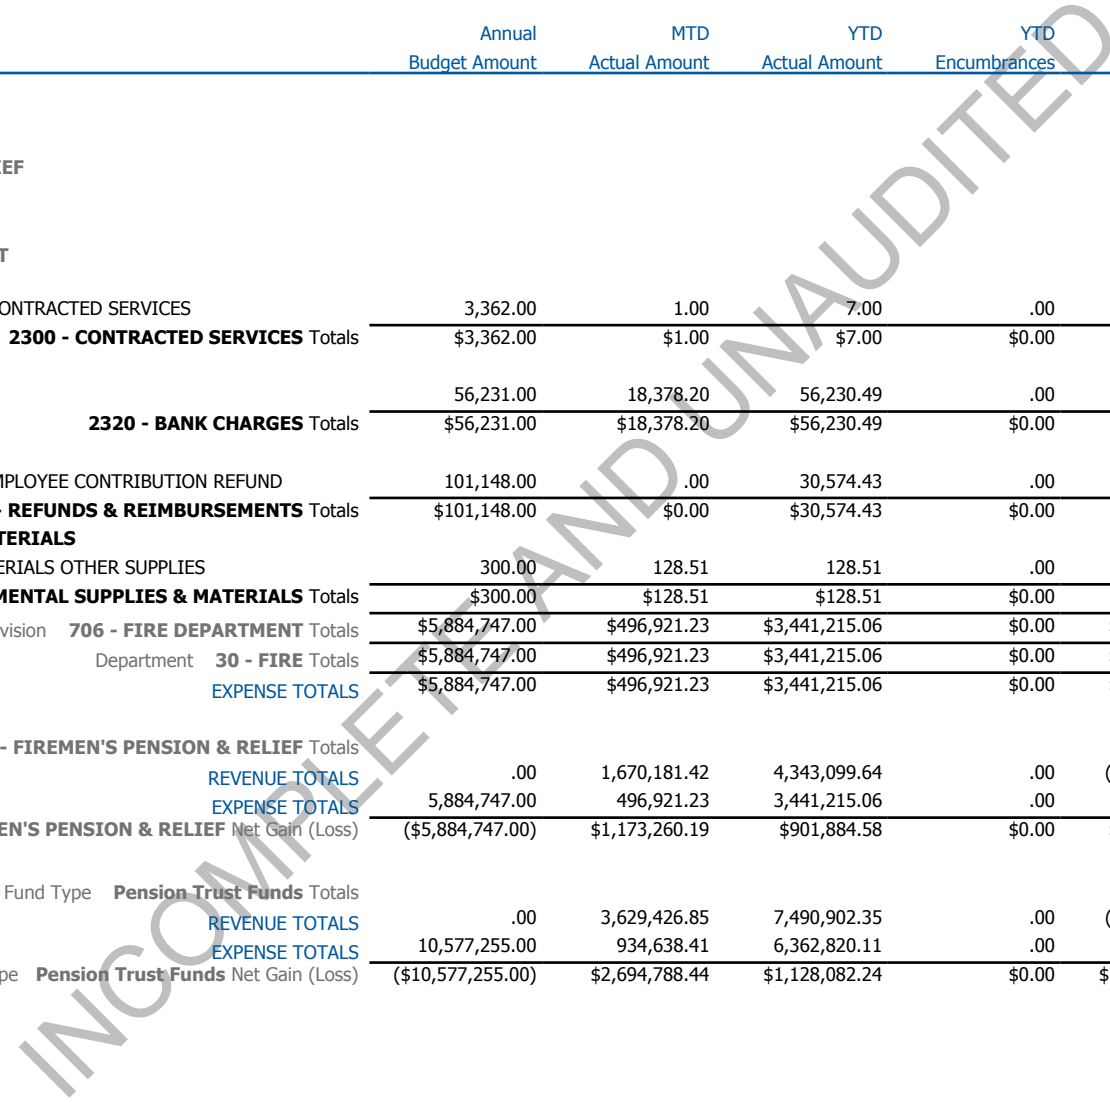 Annual MTD YTD YTD
Budget Amount Actual Amount Actual Amount Encumbrances
IEF
T
ONTRACTED SERVICES 3,362.00 1.00 7.00 .00
2300 - CONTRACTED SERVICES Totals $3,362.00 $1.00 $7.00 $0.00
56,231.00 18,378.20 56,230.49 .00
2320 - BANK CHARGES Totals $56,231.00 $18,378.20 $56,230.49 $0.00
MPLOYEE CONTRIBUTION REFUND 101,148.00 .00 30,574.43 .00
- REFUNDS & REIMBURSEMENTS Totals $101,148.00 $0.00 $30,574.43 $0.00
TERIALS
ERIALS OTHER SUPPLIES 300.00 128.51 128.51 .00
MENTAL SUPPLIES & MATERIALS Totals $300.00 $128.51 $128.51 $0.00
vision 706 - FIRE DEPARTMENT Totals $5,884,747.00 $496,921.23 $3,441,215.06 $0.00
Department 30 - FIRE Totals $5,884,747.00 $496,921.23 $3,441,215.06 $0.00
EXPENSE TOTALS $5,884,747.00 $496,921.23 $3,441,215.06 $0.00
- FIREMEN'S PENSION & RELIEF Totals
REVENUE TOTALS .00 1,670,181.42 4,343,099.64 .00 (
EXPENSE TOTALS 5,884,747.00 496,921.23 3,441,215.06 .00
EN'S PENSION & RELIEF Net Gain (Loss) ($5,884,747.00) $1,173,260.19 $901,884.58 $0.00
Fund Type Pension Trust Funds Totals
REVENUE TOTALS .00 3,629,426.85 7,490,902.35 .00 (
EXPENSE TOTALS 10,577,255.00 934,638.41 6,362,820.11 .00
pe Pension Trust Funds Net Gain (Loss) ($10,577,255.00) $2,694,788.44 $1,128,082.24 $0.00 $
INCOMPLETE AND UNAUDITED